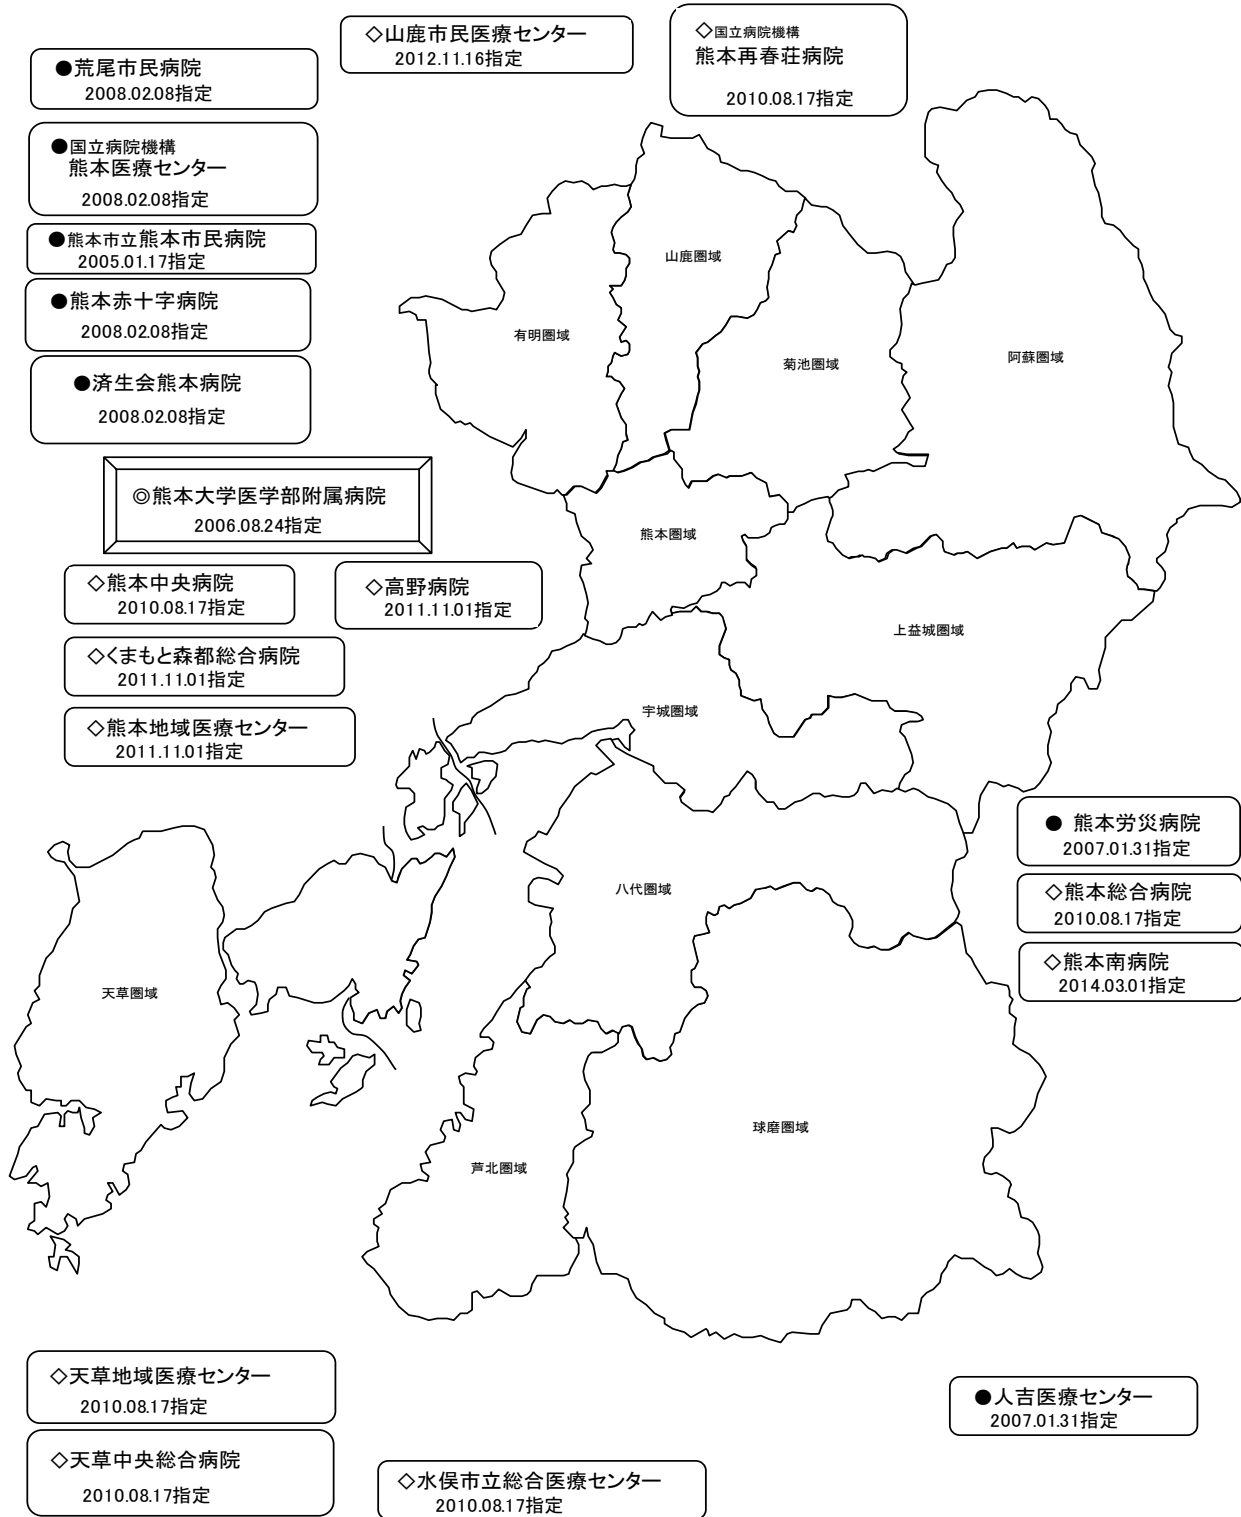 ◇山鹿市民医療センター
2012.11.16指定
◇国立病院機構
熊本再春荘病院
2010.08.17指定
●荒尾市民病院
2008.02.08指定
●国立病院機構
熊本医療センター
2008.02.08指定
●熊本市立熊本市民病院
2005.01.17指定
●熊本赤十字病院
2008.02.08指定
●済生会熊本病院
2008.02.08指定
◎熊本大学医学部附属病院
2006.08.24指定
◇熊本中央病院
2010.08.17指定
◇高野病院
2011.11.01指定
◇くまもと森都総合病院
2011.11.01指定
◇熊本地域医療センター
2011.11.01指定
山鹿圏域
有明圏域
菊池圏域
阿蘇圏域
熊本圏域
上益城圏域
宇城圏域
八代圏域
天草圏域
芦北圏域
球磨圏域
● 熊本労災病院
2007.01.31指定
◇熊本総合病院
2010.08.17指定
◇熊本南病院
2014.03.01指定
◇天草地域医療センター
2010.08.17指定
◇天草中央総合病院
2010.08.17指定
◇水俣市立総合医療センター
2010.08.17指定
●人吉医療センター
2007.01.31指定